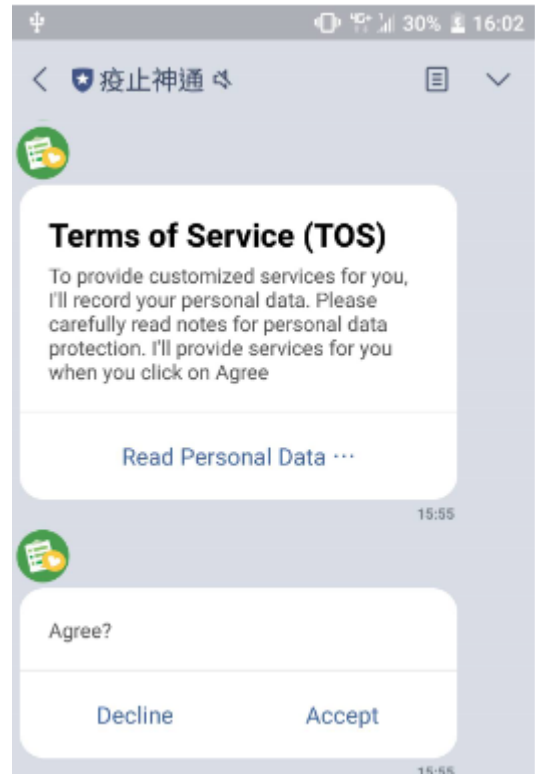 30% 16:02
疫止神通
Terms of Service (TOS)
To provide customized services for you,
I'll record your personal data. Please
carefully read notes for personal data
protection. I'll provide services for you
when you click on Agree
Read Personal Data ···
15:55
Agree?
Decline Accept
15:55